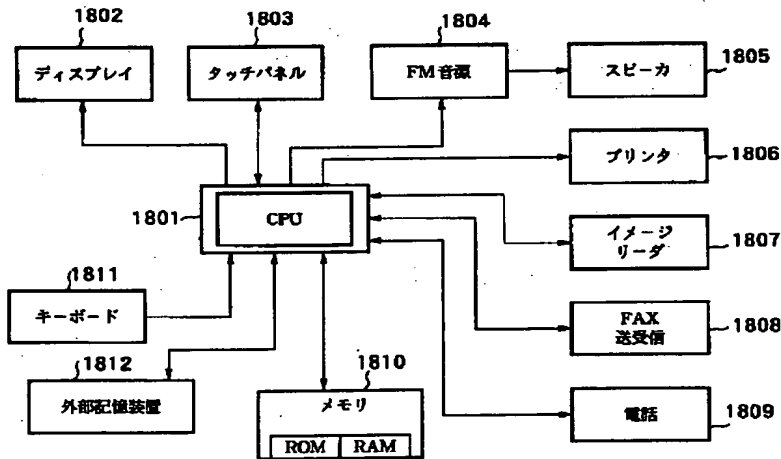 1802
ディスプレイ
1803
タッチパネル
1804
FM音源
スピーカ
1805
プリンタ
1806
1801
CPU
イメージ
リーダ
1807
1811
キーボード
FAX
送受信
1808
1812
外部記憶装置
1810
メモリ
ROM
RAM
電話
1809